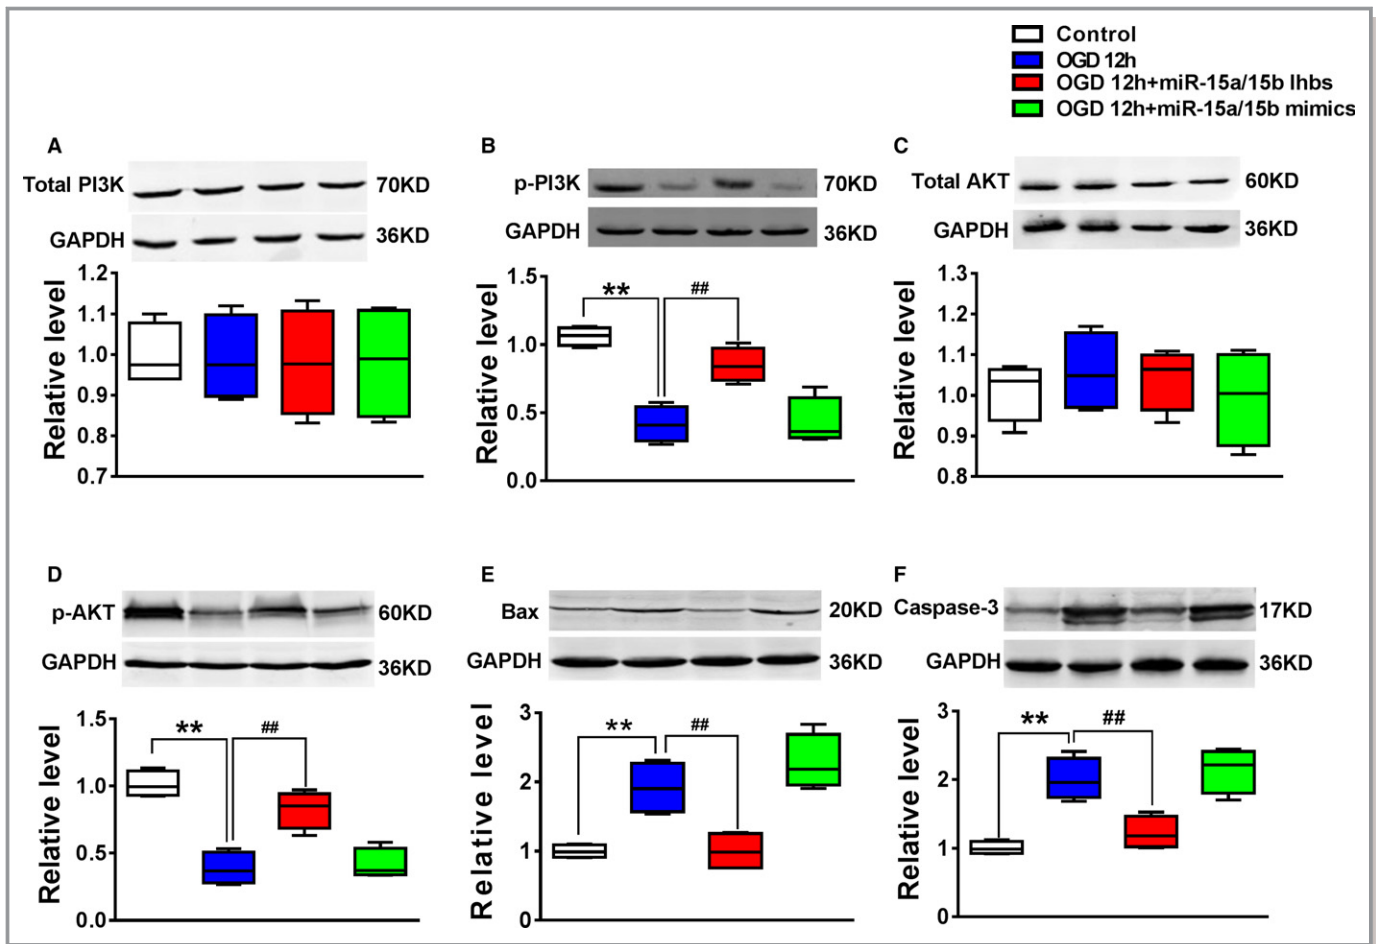 Control
OGD 12h
OGD 12h+miR-15a/15b Ihbs
OGD 12h+miR-15a/15b mimics
A
Total PI3K
70KD
GAPDH
36KD
Relative level
1.2
1.1
1.0
0.9
0.8
0.7
B
p-PI3K
70KD
GAPDH
36KD
Relative level
1.5
1.0
0.5
0.0
** ##
C
Total AKT
60KD
GAPDH
36KD
Relative level
1.3
1.2
1.1
1.0
0.9
0.8
D
p-AKT
60KD
GAPDH
36KD
Relative level
1.5
1.0
0.5
0.0
** ##
E
Bax
20KD
GAPDH
36KD
Relative level
3
2
1
0
** ##
F
Caspase-3
17KD
GAPDH
36KD
Relative level
3
2
1
0
** ##